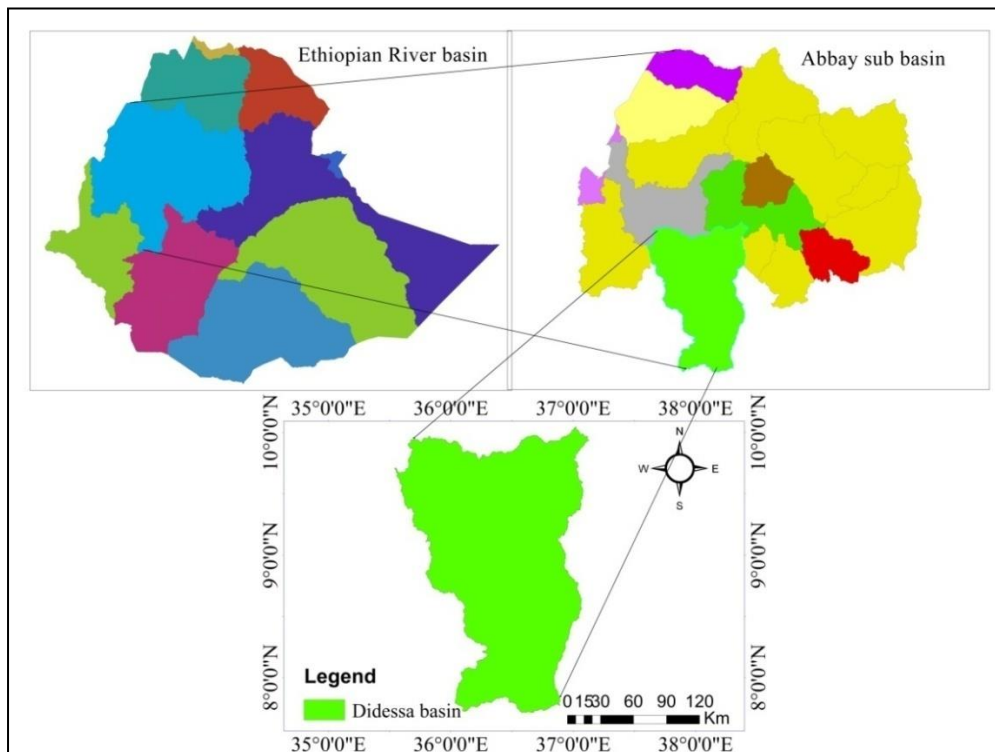 Ethiopian River basin
Abbay sub basin
35°0'0"E 36°0'0"E 37°0'0"E 38°0'0"E
10°0'0"N
10°0'0"N
N
W
E
S
9°0'0"N
9°0'0"N
8°0'0"N
8°0'0"N
Legend
Didessa basin
0 15 30 60 90 120
Km
35°0'0"E 36°0'0"E 37°0'0"E 38°0'0"E